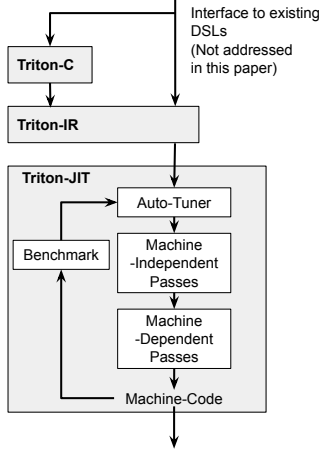 Interface to existing
DSLs
(Not addressed
in this paper)
Triton-C
Triton-IR
Triton-JIT
Auto-Tuner
Benchmark
Machine
-Independent
Passes
Machine
-Dependent
Passes
Machine-Code